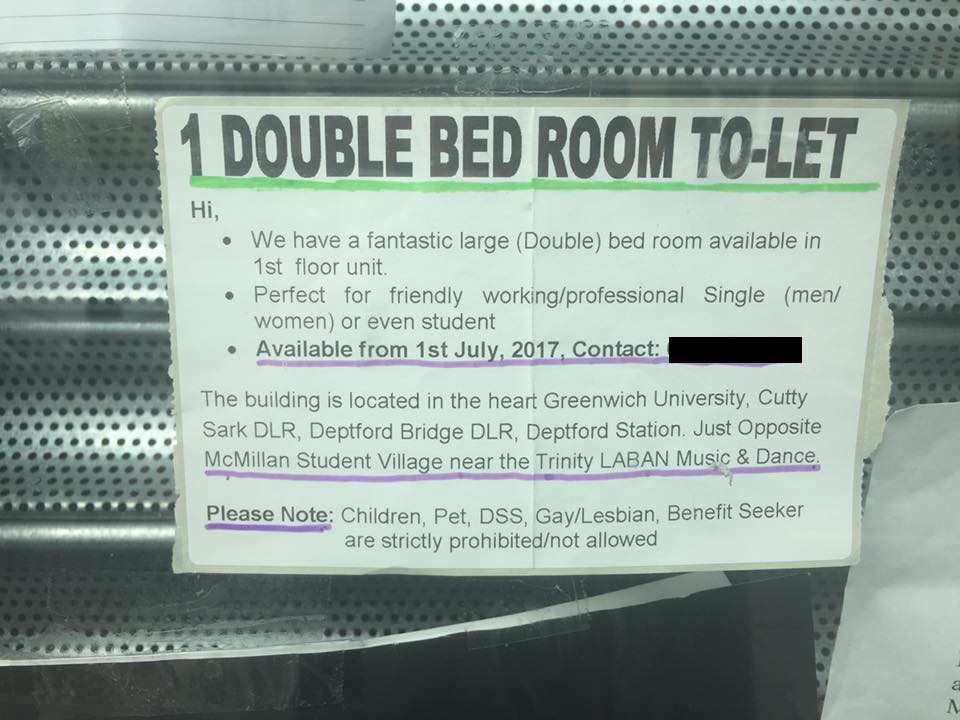 1 DOUBLE BED ROOM TO-LET
Hi,
• We have a fantastic large (Double) bed room available in
1st floor unit.
• Perfect for friendly working/professional Single (men/
women) or even student
• Available from 1st July, 2017, Contact:
The building is located in the heart Greenwich University, Cutty
Sark DLR, Deptford Bridge DLR, Deptford Station. Just Opposite
McMillan Student Village near the Trinity LABAN Music & Dance.
Please Note: Children, Pet, DSS, Gay/Lesbian, Benefit Seeker
are strictly prohibited/not allowed